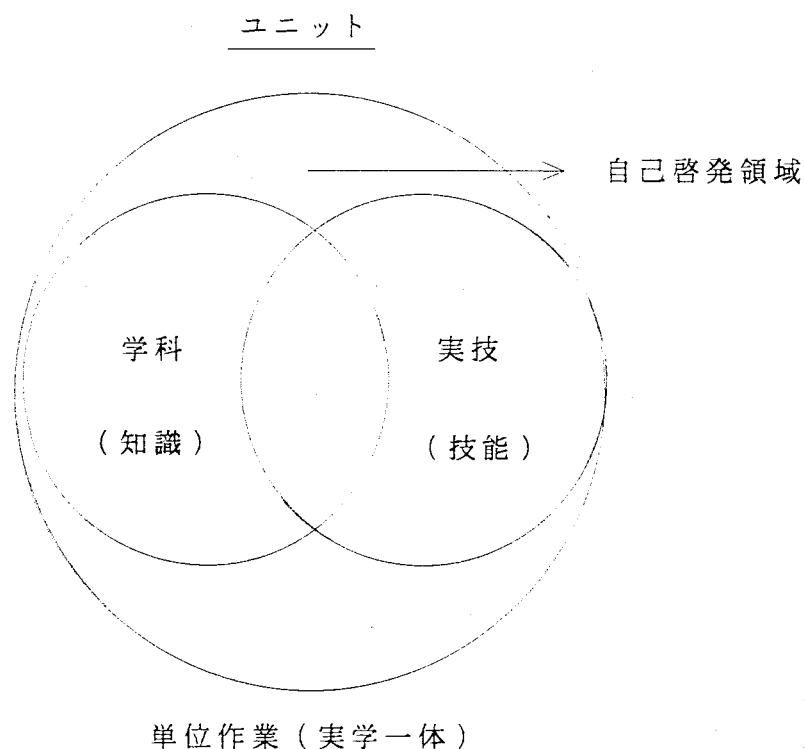 ユニット
自己啓発領域
学科
実技
(知識)
(技能)
単位作業(実学一体)